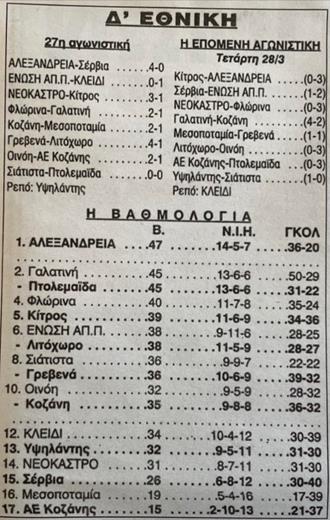 Δ' ΕΘΝΙΚΗ
27η αγωνιστική
ΑΛΕΞΑΝΔΡΕΙΑ-Σέρβια ......4-0
ΕΝΩΣΗ ΑΠ.Π.-ΚΛΕΙΔΙ ......0-1
ΝΕΟΚΑΣΤΡΟ-Κίτρος ......3-1
Φλώρινα-Γαλατινή ......2-1
Κοζάνη-Μεσοποταμία ......2-1
Γρεβενά-Λιτόχωρο ......4-1
Οινόη-ΑΕ Κοζάνης ......2-1
Σιάτιστα-Πτολεμαΐδα ......0-0
Ρεπό: Υψηλάντης
Η ΕΠΟΜΕΝΗ ΑΓΩΝΙΣΤΙΚΗ
Τετάρτη 28/3
Κίτρος-ΑΛΕΞΑΝΔΡΕΙΑ ......(0-3)
Σέρβια-ΕΝΩΣΗ ΑΠ.Π. ......(1-2)
ΝΕΟΚΑΣΤΡΟ-Φλώρινα ......(0-3)
Γαλατινή-Κοζάνη ......(4-2)
Μεσοποταμία-Γρεβενά ......(1-1)
Λιτόχωρο-Οινόη ......(0-3)
ΑΕ Κοζάνης-Πτολεμαΐδα ......(0-3)
Υψηλάντης-Σιάτιστα ......(1-0)
Ρεπό: ΚΛΕΙΔΙ
Η ΒΑΘΜΟΛΟΓΙΑ
Β. Ν.Ι.Η. ΓΚΟΛ
1. ΑΛΕΞΑΝΔΡΕΙΑ ..47 ......14-5-7 ......36-20
2. Γαλατινή ......45 ......13-6-6 ......50-29
- Πτολεμαΐδα ......45 ......13-6-6 ......31-22
4. Φλώρινα ......40 ......11-7-8 ......35-24
5. Κίτρος ......39 ......11-6-9 ......34-36
6. ΕΝΩΣΗ ΑΠ.Π. ...38 ......9-11-6 ......28-25
- Λιτόχωρο ......38 ......11-5-9 ......28-27
8. Σιάτιστα ......36 ......9-9-7 ......22-22
- Γρεβενά ......36 ......10-6-9 ......39-32
10. Οινόη ......32 ......9-5-9 ......28-32
- Κοζάνη ......35 ......9-8-8 ......36-32
12. ΚΛΕΙΔΙ ......34 ......10-4-12 ......30-39
13. Υψηλάντης ......32 ......9-5-11 ......31-30
14. ΝΕΟΚΑΣΤΡΟ ......31 ......8-7-11 ......31-30
15. Σέρβια ......26 ......6-8-12 ......30-40
16. Μεσοποταμία ......19 ......5-4-16 ......17-39
17. ΑΕ Κοζάνης ......15 ......2-10-13 ......21-37